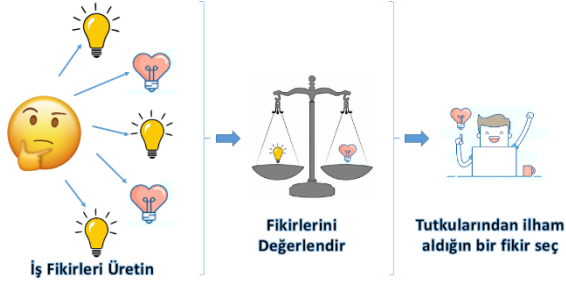 İş Fikirleri Üretin
Fikirlerini
Değerlendir
Tutkularından ilham
aldığın bir fikir seç